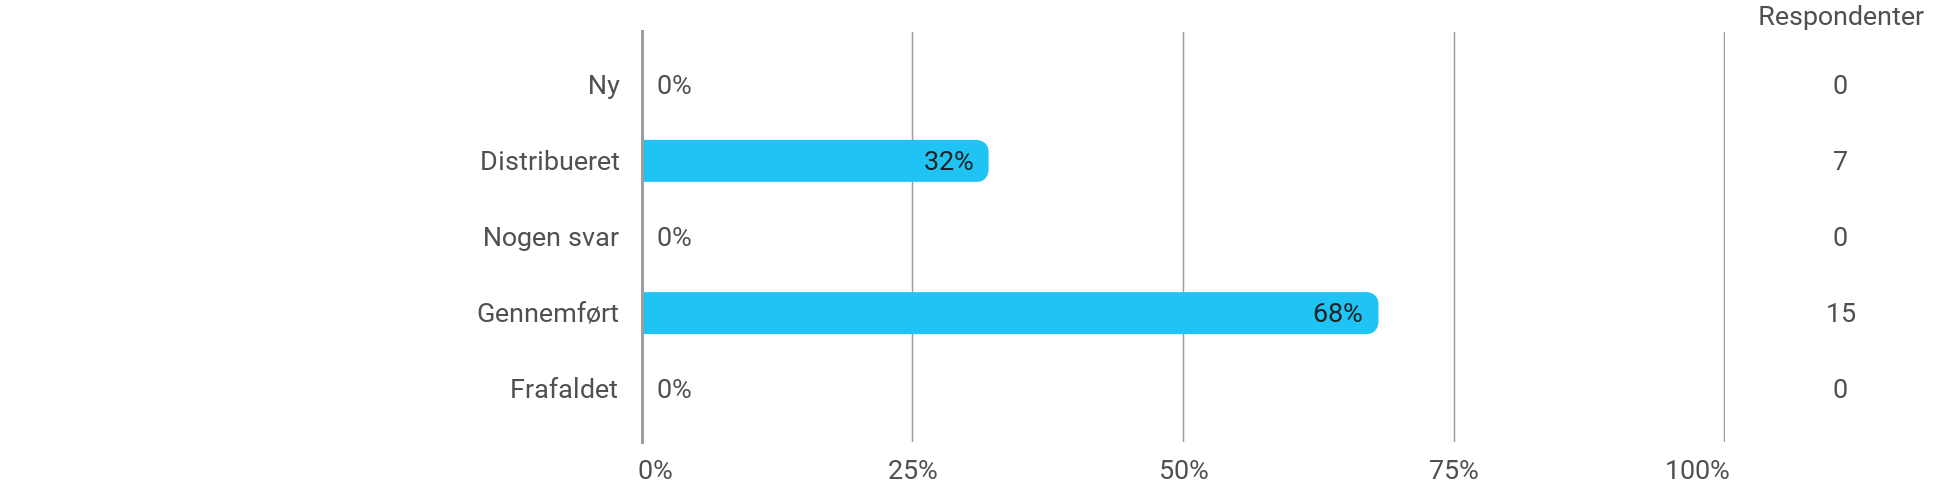 Respondenter
Ny 0% 0
Distribueret 32% 7
Nogen svar 0% 0
Gennemført 68% 15
Frafaldet 0% 0
0% 25% 50% 75% 100%